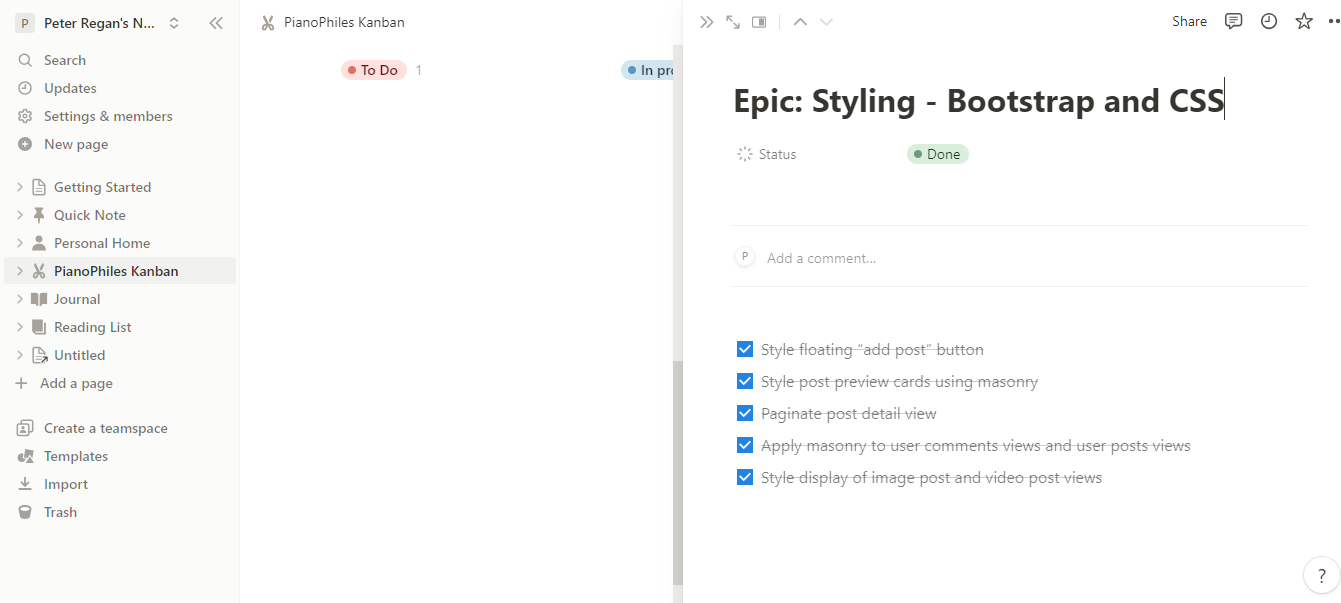 P Peter Regan's N...
Search
Updates
Settings & members
New page
Getting Started
Quick Note
Personal Home
PianoPhiles Kanban
Journal
Reading List
Untitled
Add a page
Create a teamspace
Templates
Import
Trash
PianoPhiles Kanban
To Do 1
In pro
Share
Epic: Styling - Bootstrap and CSS
Status Done
P Add a comment...
Style floating “add post” button
Style post preview cards using masonry
Paginate post detail view
Apply masonry to user comments views and user posts views
Style display of image post and video post views
?